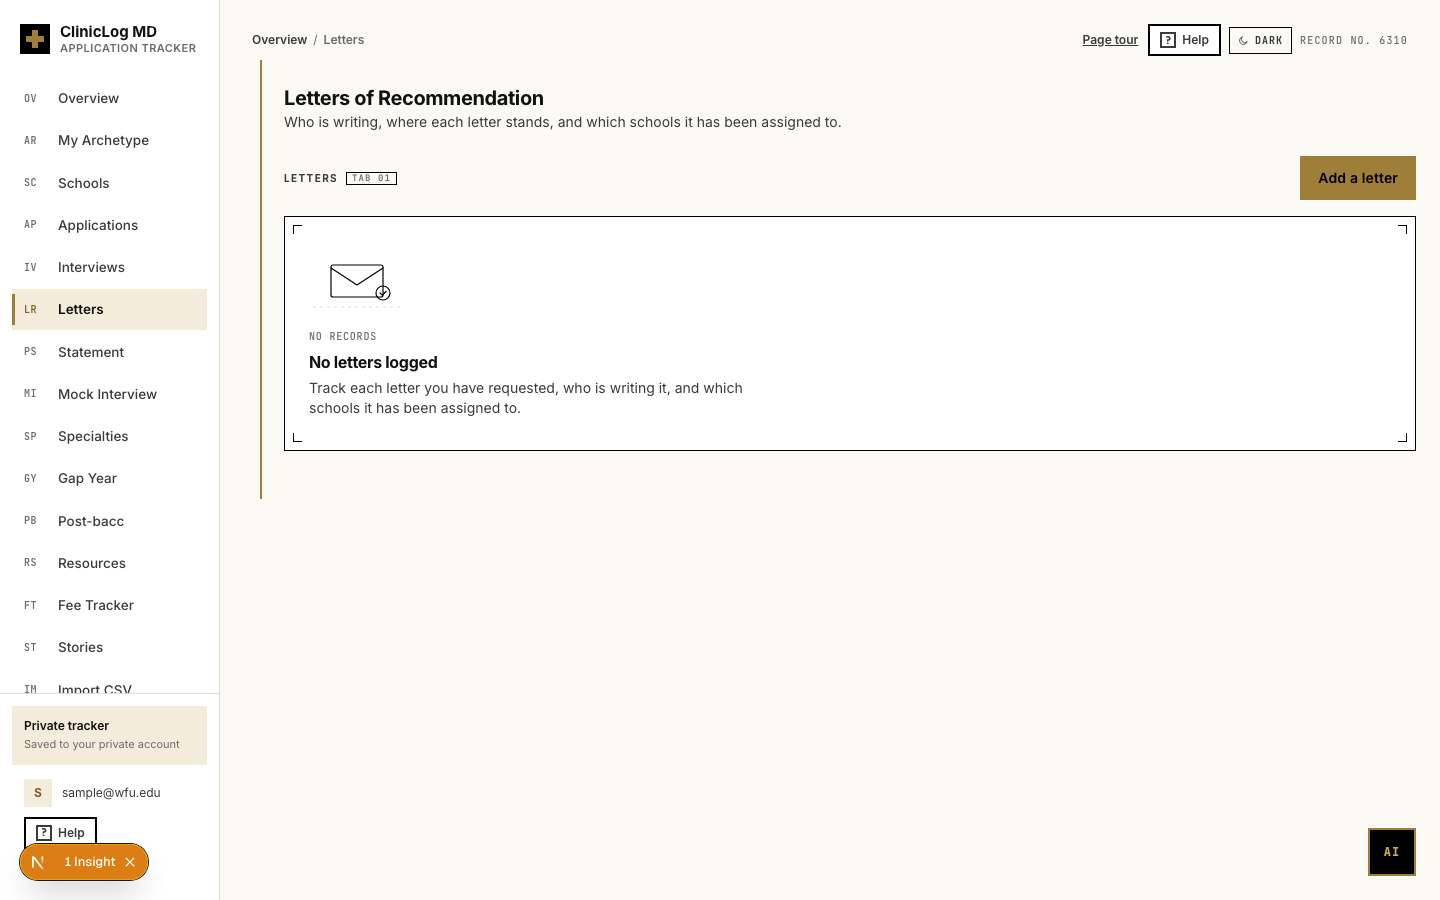 ClinicLog MD
APPLICATION TRACKER
OV Overview
AR My Archetype
SC Schools
AP Applications
IV Interviews
LR Letters
PS Statement
MI Mock Interview
SP Specialties
GY Gap Year
PB Post-bacc
RS Resources
FT Fee Tracker
ST Stories
IM Import CSV
Private tracker
Saved to your private account
S sample@wfu.edu
? Help
N 1 Insight
Overview / Letters
Page tour
? Help
DARK
RECORD NO. 6310
Letters of Recommendation
Who is writing, where each letter stands, and which schools it has been assigned to.
LETTERS TAB 01
Add a letter
NO RECORDS
No letters logged
Track each letter you have requested, who is writing it, and which
schools it has been assigned to.
AI